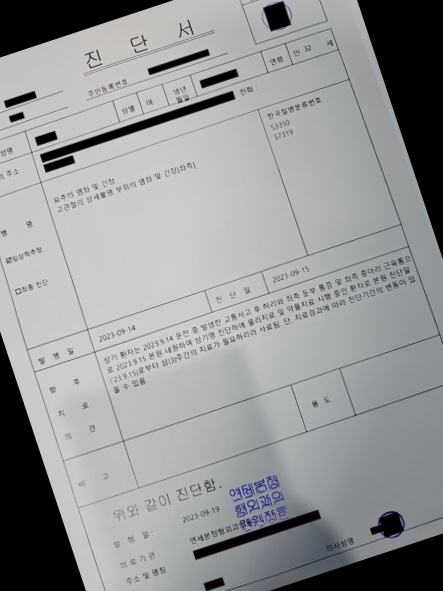 진 단 서
주민등록번호
성명
성별 여 생년월일 연령 만 32 세
주소 전화 :
병 명
한국질병분류번호
S3350
S7319
요추의 염좌 및 긴장
고관절의 상세불명 부위의 염좌 및 긴장[좌측]
☑임상적추정
□최종 진단
발 병 일 2023-09-14 진 단 일 2023-09-15
향 후 치 료 의 견
상기 환자는 2023.9.14 운전 중 발생한 교통사고 후 허리와 좌측 둔부 통증 및 좌측 종아리 근육통으
로 2023.9.15 본원 내원하여 상기명 진단하에 물리치료 및 약물치료 시행 중인 환자로 본원 진단일
(23.9.15)로부터 삼(3)주간의 치료가 필요하리라 사료됨. 단, 치료경과에 따라 진단기간의 변동이 있
을 수 있음.
비 고 용 도
위와 같이 진단함.
발 행 일 : 2023-09-19
의료기관 : 연세본정형외과
주소 및 명칭
연세본정
형외과의
의사성명